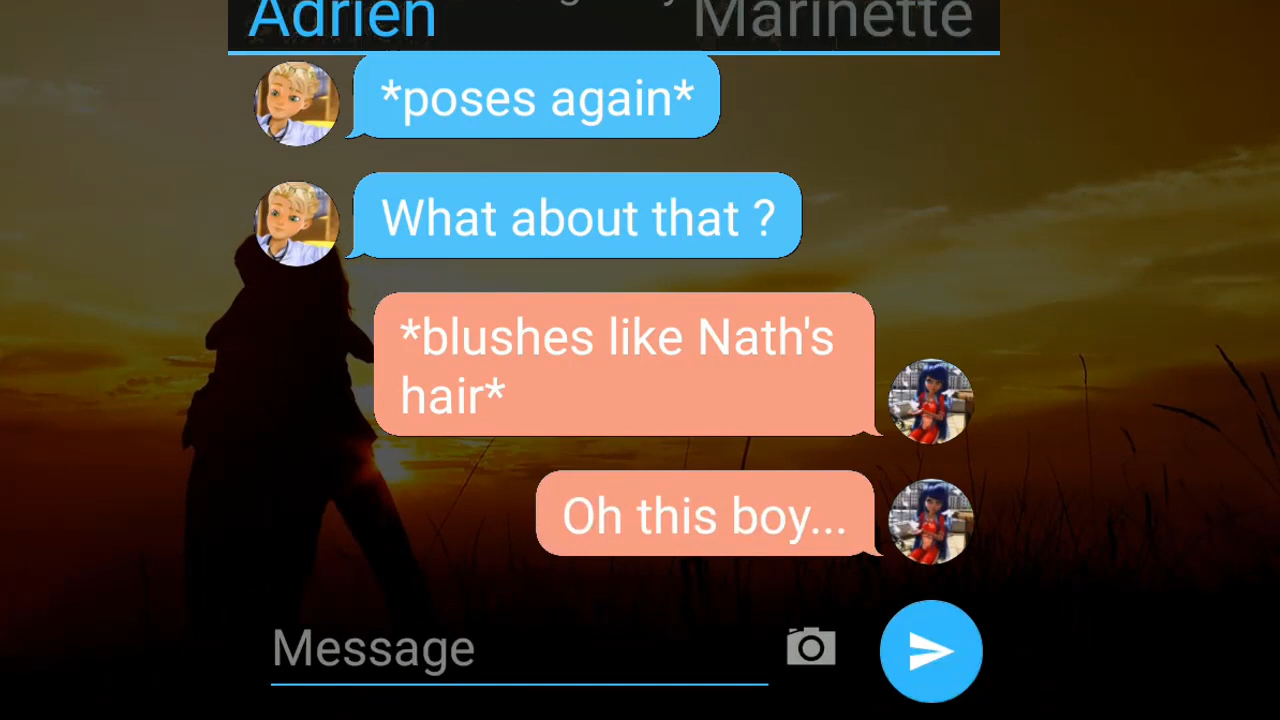 Adrien Marinette
*poses again*
What about that ?
*blushes like Nath's
hair*
Oh this boy...
Message